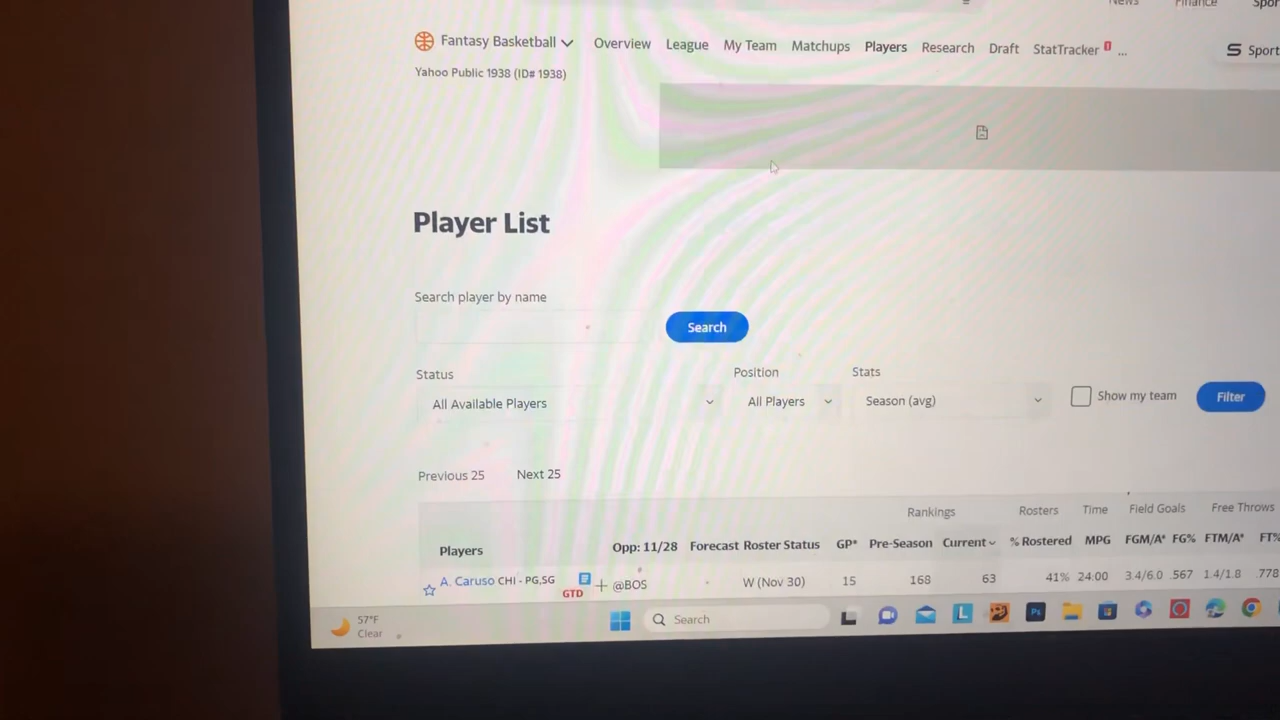 News Finance
Fantasy Basketball Overview League My Team Matchups Players Research Draft StatTracker ...
Yahoo Public 1938 (ID# 1938)
Player List
Search player by name
Search
Status Position Stats
All Available Players All Players Season (avg) Show my team Filter
Previous 25 Next 25
Rankings Rosters Time Field Goals Free Throws
Players Opp: 11/28 Forecast Roster Status GP* Pre-Season Current % Rostered MPG FGM/A* FG% FTM/A* FT%
A. Caruso CHI - PG,SG GTD @BOS W (Nov 30) 15 168 63 41% 24:00 3.4/6.0 .567 1.4/1.8 .778
57°F
Clear
Search
L
Ps